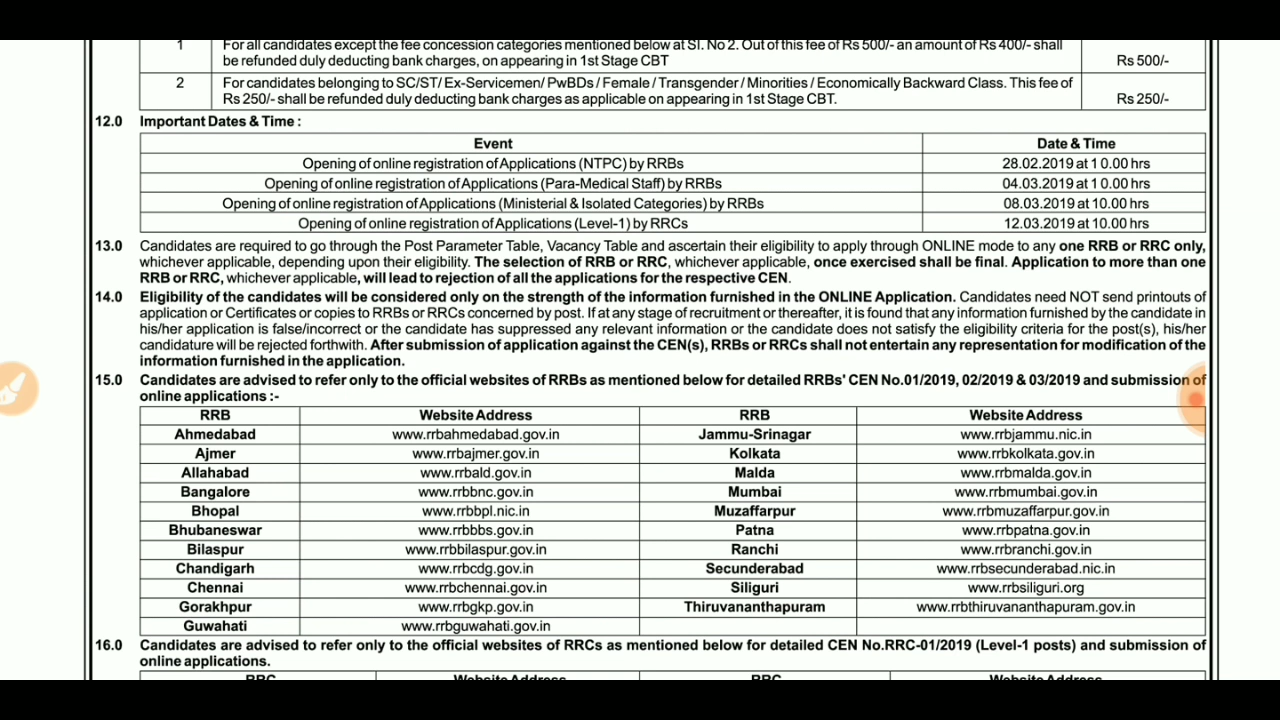 1 For all candidates except the fee concession categories mentioned below at SI. No 2. Out of this fee of Rs 500/- an amount of Rs 400/- shall
be refunded duly deducting bank charges, on appearing in 1st Stage CBT Rs 500/-
2 For candidates belonging to SC/ST/ Ex-Servicemen/ PwBDs / Female / Transgender / Minorities / Economically Backward Class. This fee of
Rs 250/- shall be refunded duly deducting bank charges as applicable on appearing in 1st Stage CBT. Rs 250/-
12.0 Important Dates & Time :
Event Date & Time
Opening of online registration of Applications (NTPC) by RRBs 28.02.2019 at 10.00 hrs
Opening of online registration of Applications (Para-Medical Staff) by RRBs 04.03.2019 at 10.00 hrs
Opening of online registration of Applications (Ministerial & Isolated Categories) by RRBs 08.03.2019 at 10.00 hrs
Opening of online registration of Applications (Level-1) by RRCs 12.03.2019 at 10.00 hrs
13.0 Candidates are required to go through the Post Parameter Table, Vacancy Table and ascertain their eligibility to apply through ONLINE mode to any one RRB or RRC only,
whichever applicable, depending upon their eligibility. The selection of RRB or RRC, whichever applicable, once exercised shall be final. Application to more than one
RRB or RRC, whichever applicable, will lead to rejection of all the applications for the respective CEN.
14.0 Eligibility of the candidates will be considered only on the strength of the information furnished in the ONLINE Application. Candidates need NOT send printouts of
application or Certificates or copies to RRBs or RRCs concerned by post. If at any stage of recruitment or thereafter, it is found that any information furnished by the candidate in
his/her application is false/incorrect or the candidate has suppressed any relevant information or the candidate does not satisfy the eligibility criteria for the post(s), his/her
candidature will be rejected forthwith. After submission of application against the CEN(s), RRBs or RRCs shall not entertain any representation for modification of the
information furnished in the application.
15.0 Candidates are advised to refer only to the official websites of RRBs as mentioned below for detailed RRBs' CEN No.01/2019, 02/2019 & 03/2019 and submission of
online applications :-
RRB Website Address RRB Website Address
Ahmedabad www.rrbahmedabad.gov.in Jammu-Srinagar www.rrbjammu.nic.in
Ajmer www.rrbajmer.gov.in Kolkata www.rrbkolkata.gov.in
Allahabad www.rrbald.gov.in Malda www.rrbmalda.gov.in
Bangalore www.rrbbnc.gov.in Mumbai www.rrbmumbai.gov.in
Bhopal www.rrbbpl.nic.in Muzaffarpur www.rrbmuzaffarpur.gov.in
Bhubaneswar www.rrbbbs.gov.in Patna www.rrbpatna.gov.in
Bilaspur www.rrbbilaspur.gov.in Ranchi www.rrbranchi.gov.in
Chandigarh www.rrbcdg.gov.in Secunderabad www.rrbsecunderabad.nic.in
Chennai www.rrbchennai.gov.in Siliguri www.rrbsiliguri.org
Gorakhpur www.rrbgkp.gov.in Thiruvananthapuram www.rrbthiruvananthapuram.gov.in
Guwahati www.rrbguwahati.gov.in
16.0 Candidates are advised to refer only to the official websites of RRCs as mentioned below for detailed CEN No.RRC-01/2019 (Level-1 posts) and submission of
online applications.
RRC Website Address RRC Website Address